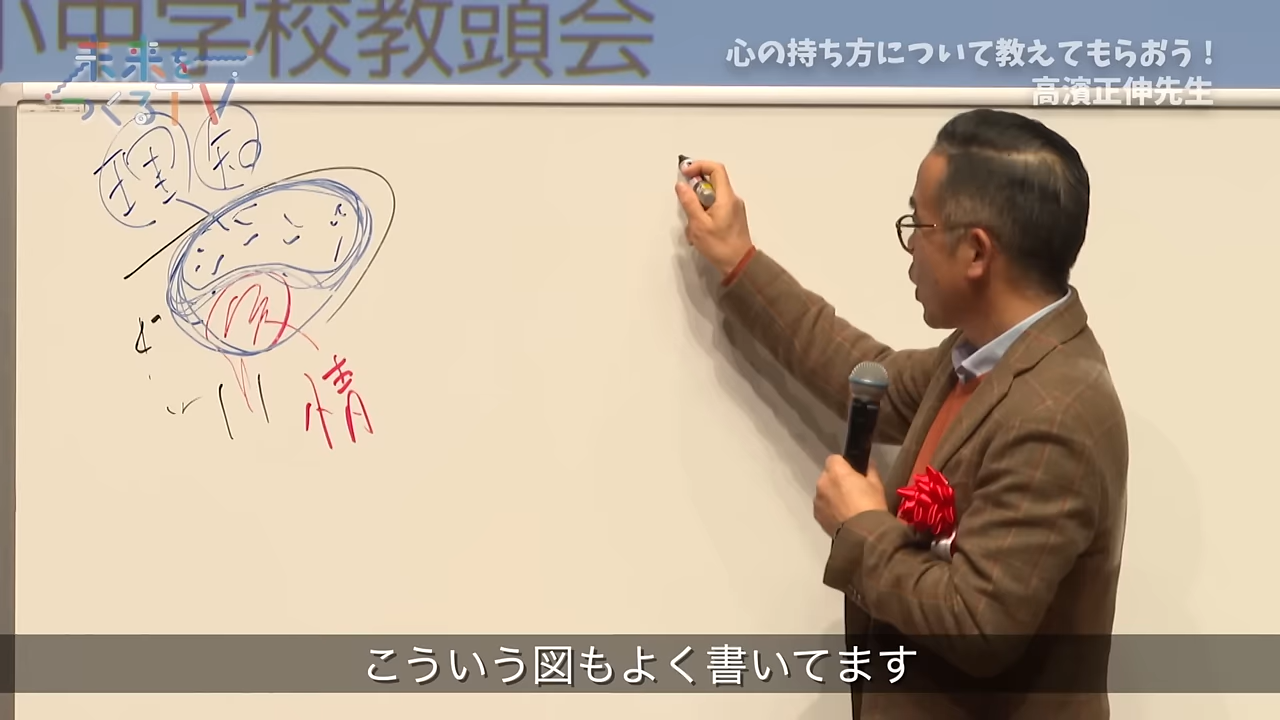 小中学校教頭会
未来を
つくるTV
心の持ち方について教えてもらおう！
高濱正伸先生
理 知
情
こういう図もよく書いてます